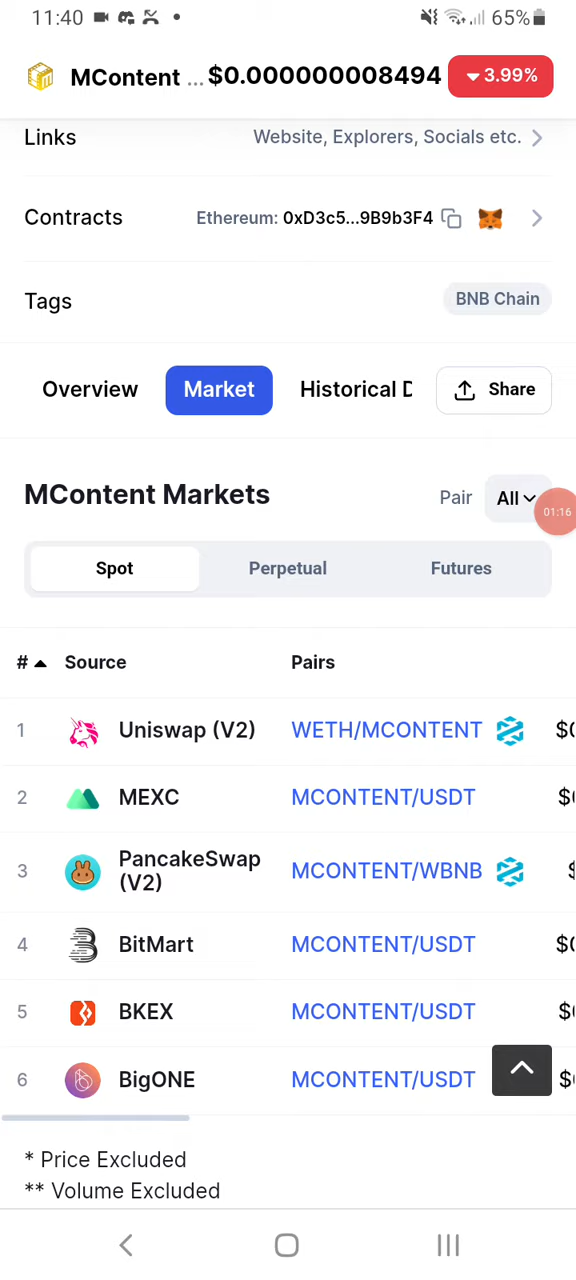 11:40 65%
MContent ... $0.000000008494 3.99%
Links Website, Explorers, Socials etc.
Contracts Ethereum: 0xD3c5...9B9b3F4
Tags BNB Chain
Overview Market Historical D Share
MContent Markets Pair All
01:16
Spot Perpetual Futures
# Source Pairs
1 Uniswap (V2) WETH/MCONTENT $0
2 MEXC MCONTENT/USDT $
3 PancakeSwap (V2) MCONTENT/WBNB $
4 BitMart MCONTENT/USDT $0
5 BKEX MCONTENT/USDT $
6 BigONE MCONTENT/USDT $
* Price Excluded
** Volume Excluded